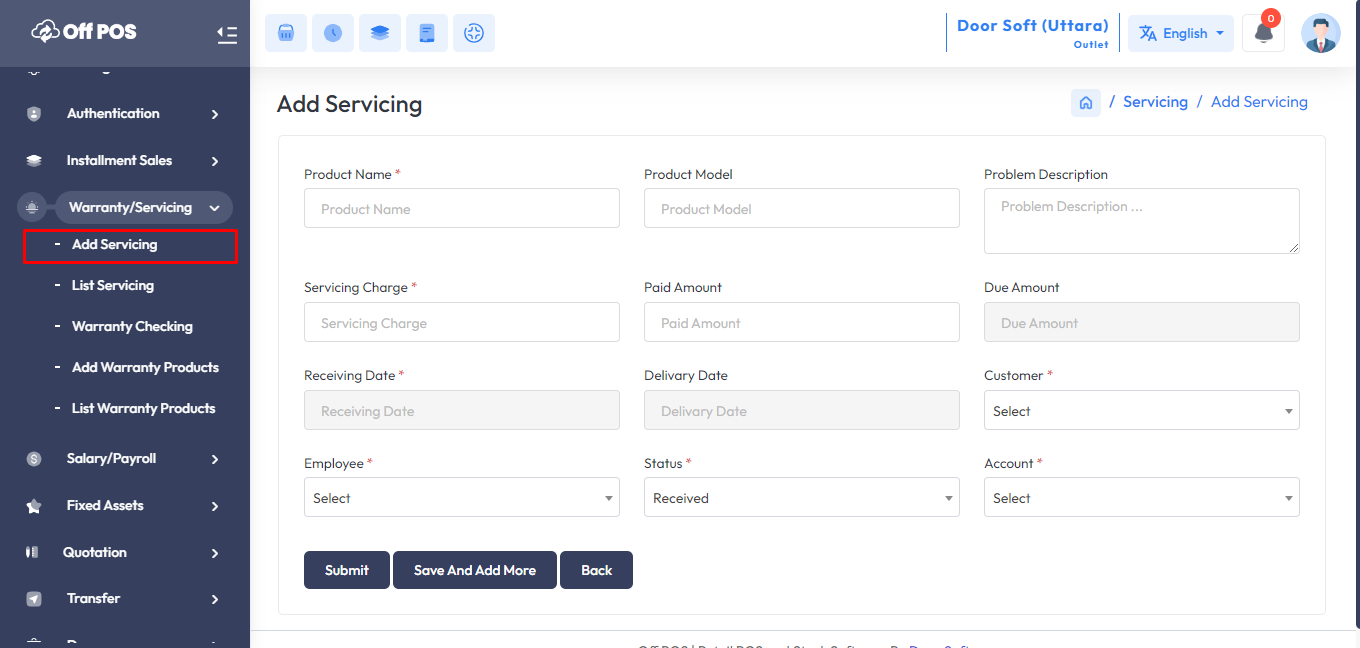 Off POS
Door Soft (Uttara)
Outlet
English
0
Authentication
Installment Sales
Warranty/Servicing
- Add Servicing
- List Servicing
- Warranty Checking
- Add Warranty Products
- List Warranty Products
Salary/Payroll
Fixed Assets
Quotation
Transfer
Add Servicing
/ Servicing / Add Servicing
Product Name *
Product Model
Problem Description
Product Name
Product Model
Problem Description ...
Servicing Charge *
Paid Amount
Due Amount
Servicing Charge
Paid Amount
Due Amount
Receiving Date *
Delivary Date
Customer *
Receiving Date
Delivary Date
Select
Employee *
Status *
Account *
Select
Received
Select
Submit
Save And Add More
Back